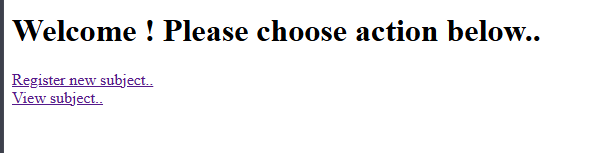 Welcome ! Please choose action below..
Register new subject..
View subject..